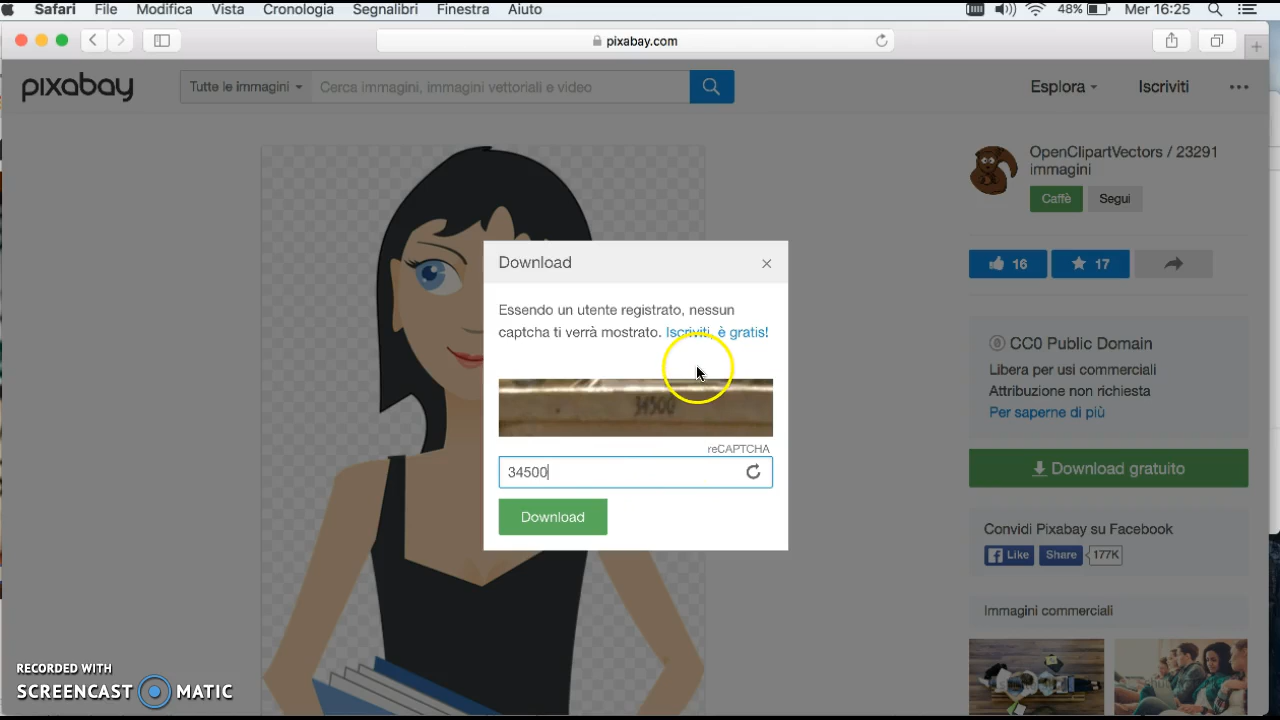 Safari File Modifica Vista Cronologia Segnalibri Finestra Aiuto 48% Mer 16:25
pixabay.com
pixabay Tutte le immagini Cerca immagini, immagini vettoriali e video Esplora Iscriviti
OpenClipartVectors / 23291
immagini
Caffè Segui
16 17
Download
Essendo un utente registrato, nessun
captcha ti verrà mostrato. Iscriviti, è gratis!
34500
reCAPTCHA
34500
Download
CC0 Public Domain
Libera per usi commerciali
Attribuzione non richiesta
Per saperne di più
Download gratuito
Convidi Pixabay su Facebook
Like Share 177K
Immagini commerciali
RECORDED WITH
SCREENCAST MATIC